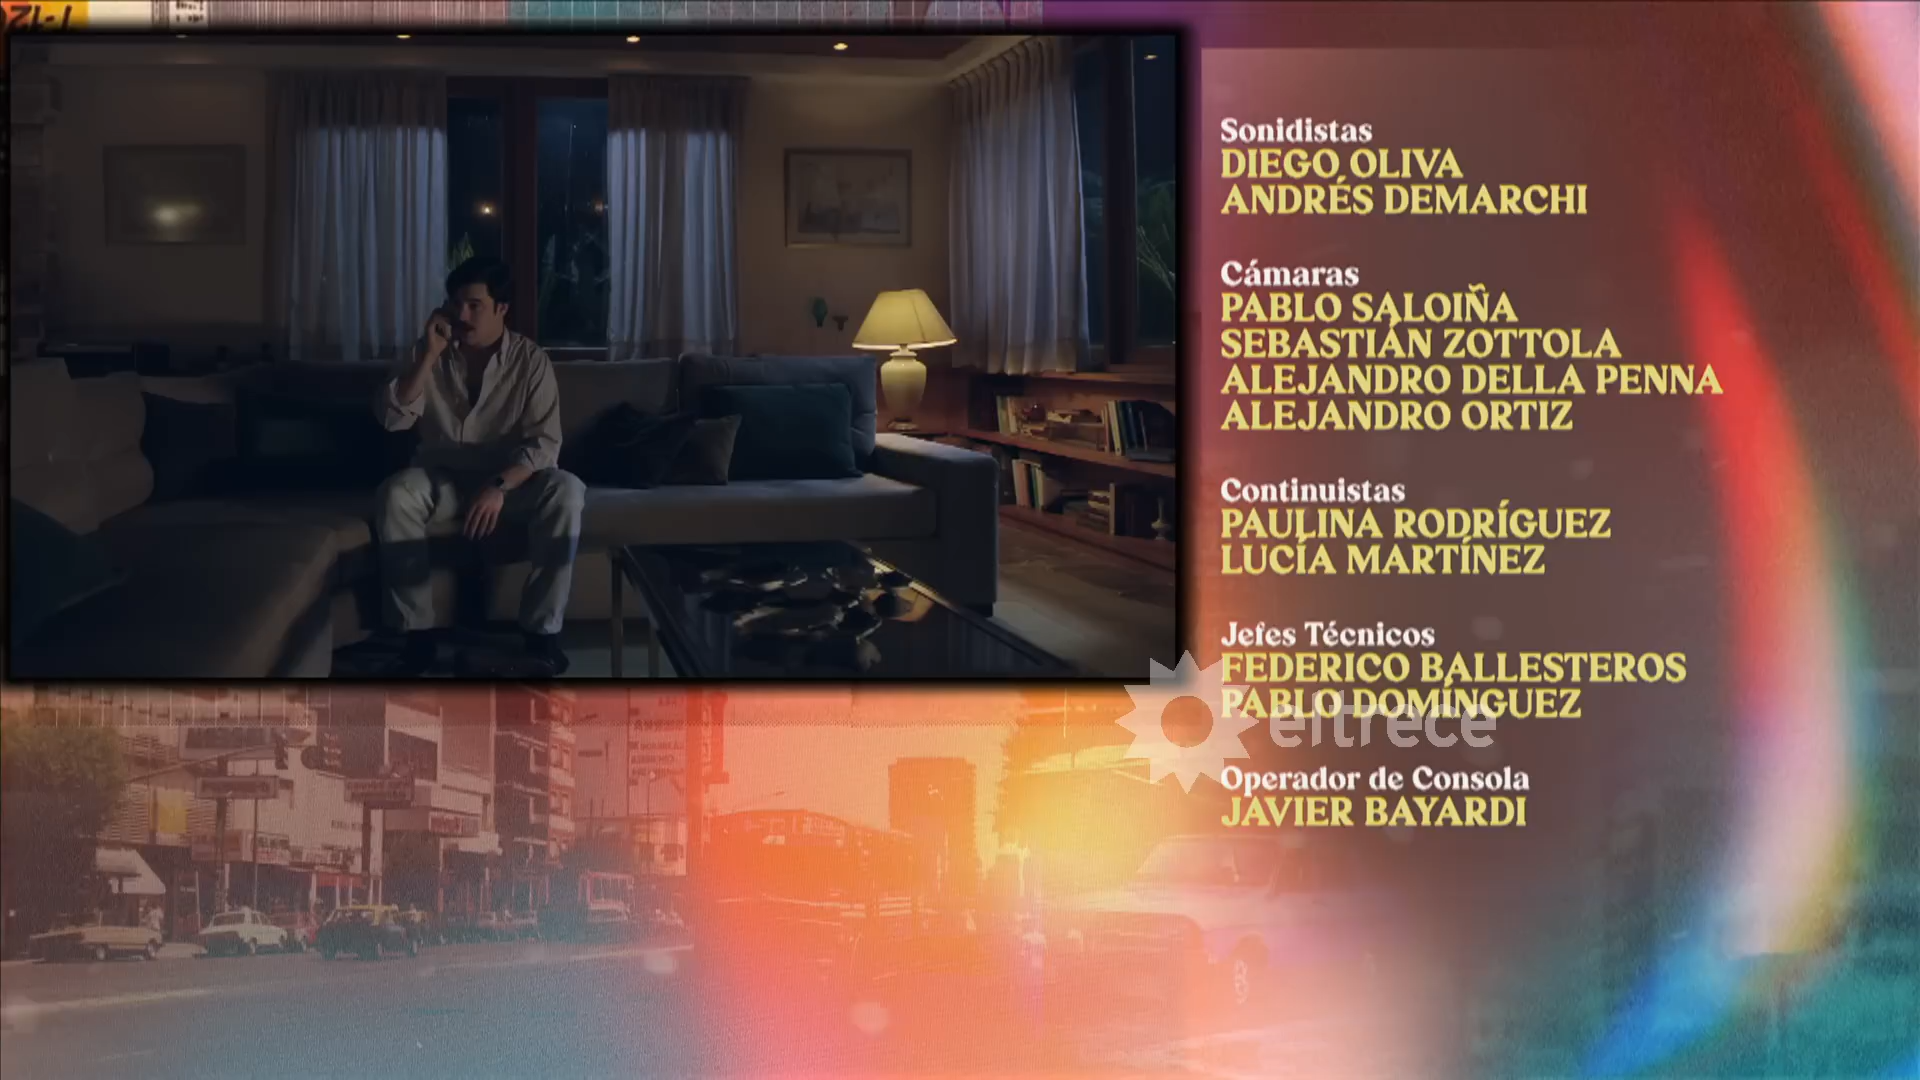 Sonidistas
DIEGO OLIVA
ANDRÉS DEMARCHI
Cámaras
PABLO SALOIÑA
SEBASTIÁN ZOTTOLA
ALEJANDRO DELLA PENNA
ALEJANDRO ORTIZ
Continuistas
PAULINA RODRÍGUEZ
LUCÍA MARTÍNEZ
Jefes Técnicos
FEDERICO BALLESTEROS
PABLO DOMÍNGUEZ
eltrece
Operador de Consola
JAVIER BAYARDI